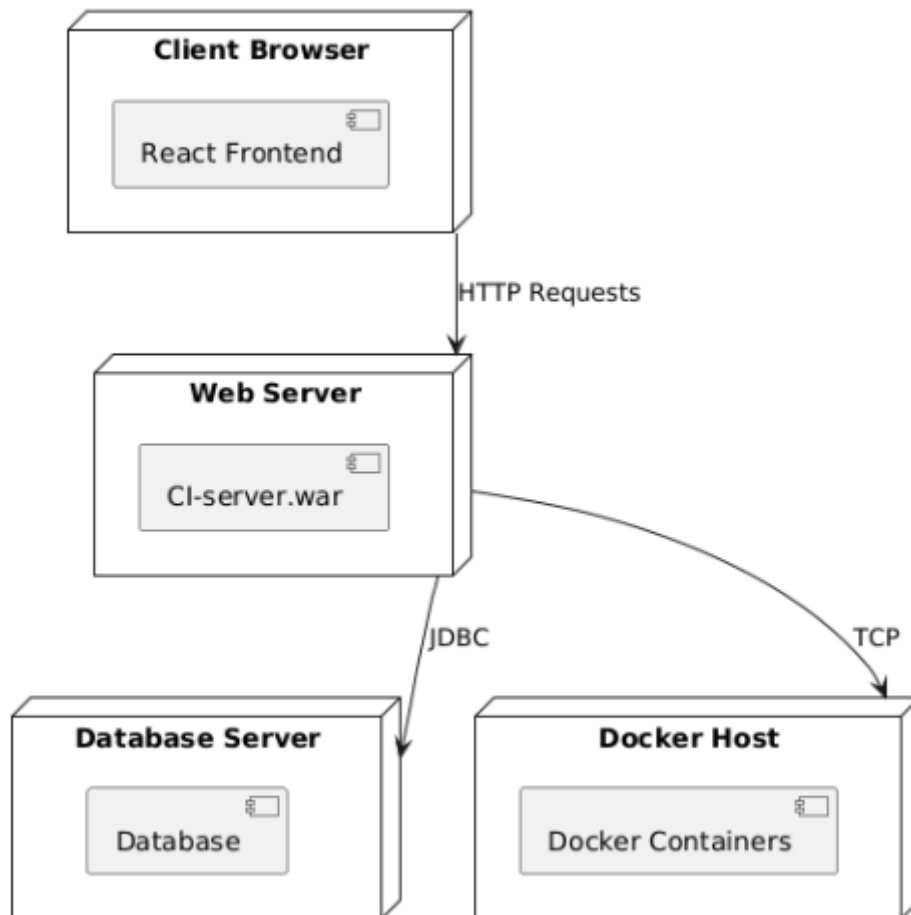 Client Browser
React Frontend
HTTP Requests
Web Server
CI-server.war
JDBC
TCP
Database Server
Docker Host
Database
Docker Containers